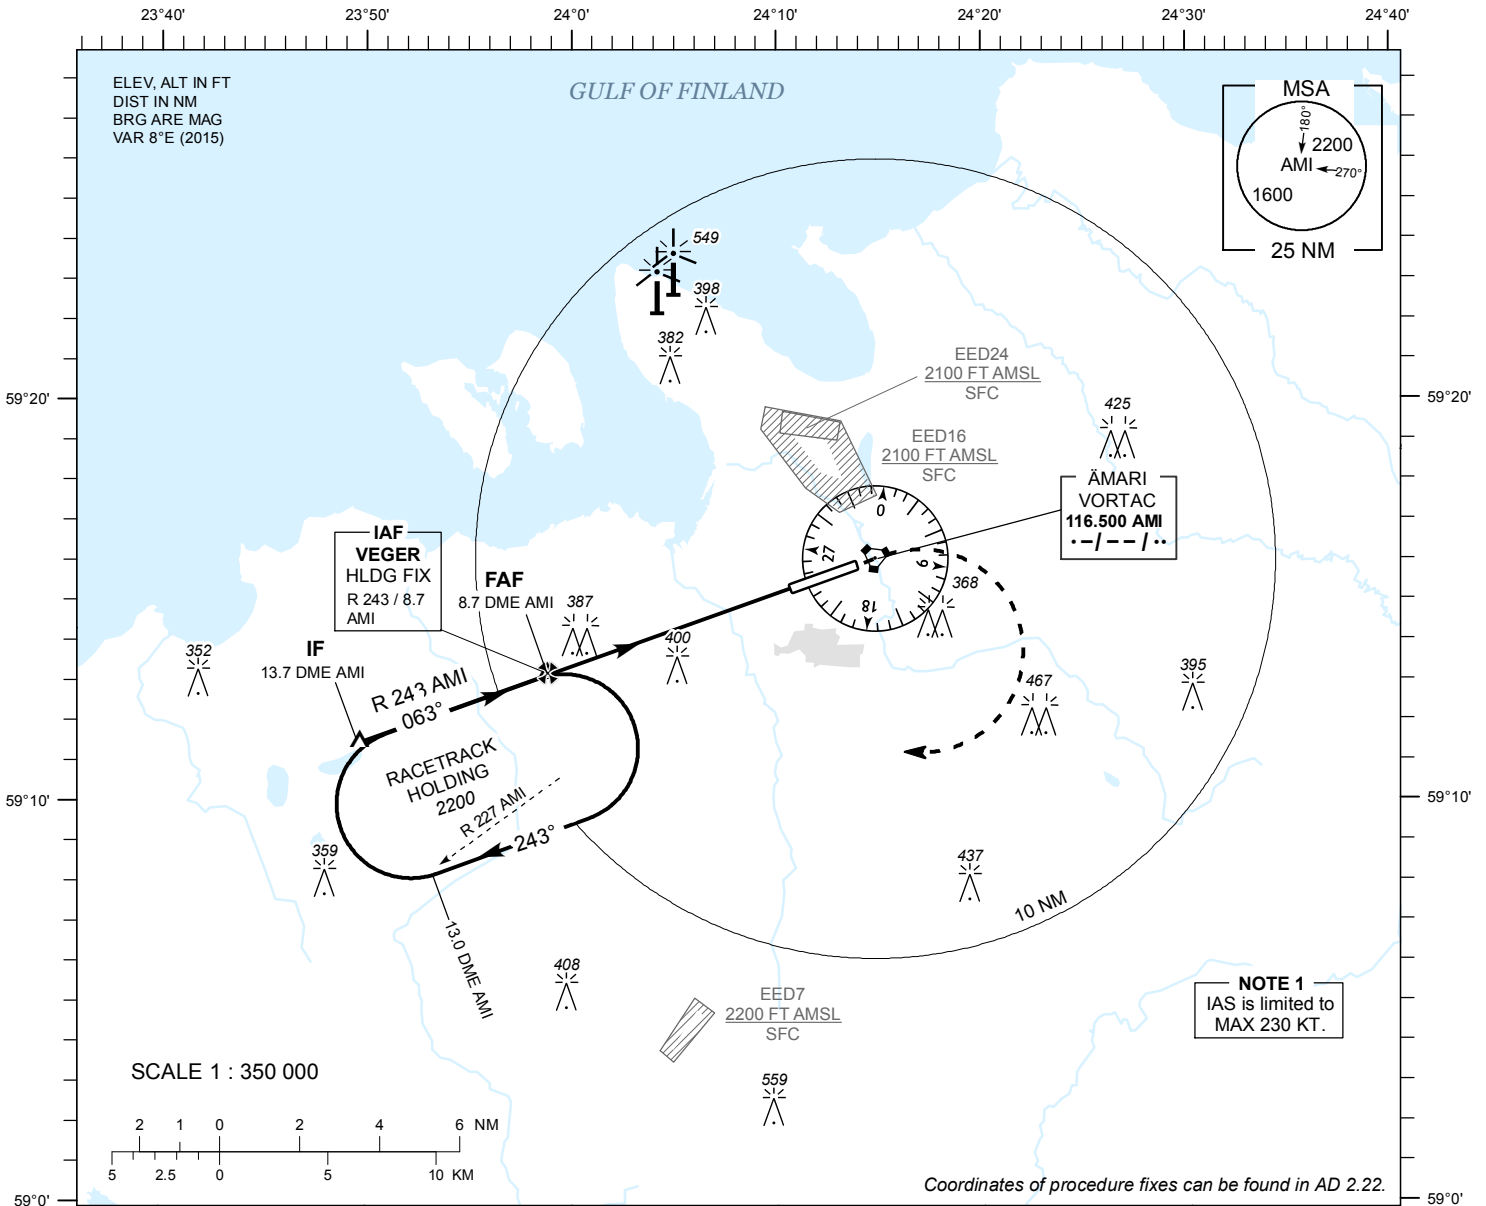 23°40' 23°50' 24°0' 24°10' 24°20' 24°30' 24°40'
ELEV, ALT IN FT
DIST IN NM
BRG ARE MAG
VAR 8°E (2015)
GULF OF FINLAND
MSA
180°
2200
AMI
270°
1600
25 NM
549
398
382
EED24
2100 FT AMSL
SFC
59°20'
59°20'
425
EED16
2100 FT AMSL
SFC
ÄMARI
VORTAC
116.500 AMI
0
27
9
18
IAF
VEGER
HLDG FIX
R 243 / 8.7
AMI
FAF
8.7 DME AMI
387
368
400
IF
13.7 DME AMI
352
395
467
R 243 AMI
063°
RACETRACK
HOLDING
2200
R 227 AMI
243°
59°10'
59°10'
359
437
10 NM
13.0 DME AMI
408
EED7
2200 FT AMSL
SFC
NOTE 1
IAS is limited to
MAX 230 KT.
559
SCALE 1 : 350 000
2 1 0 2 4 6 NM
5 2.5 0 5 10 KM
Coordinates of procedure fixes can be found in AD 2.22.
59°0'
59°0'